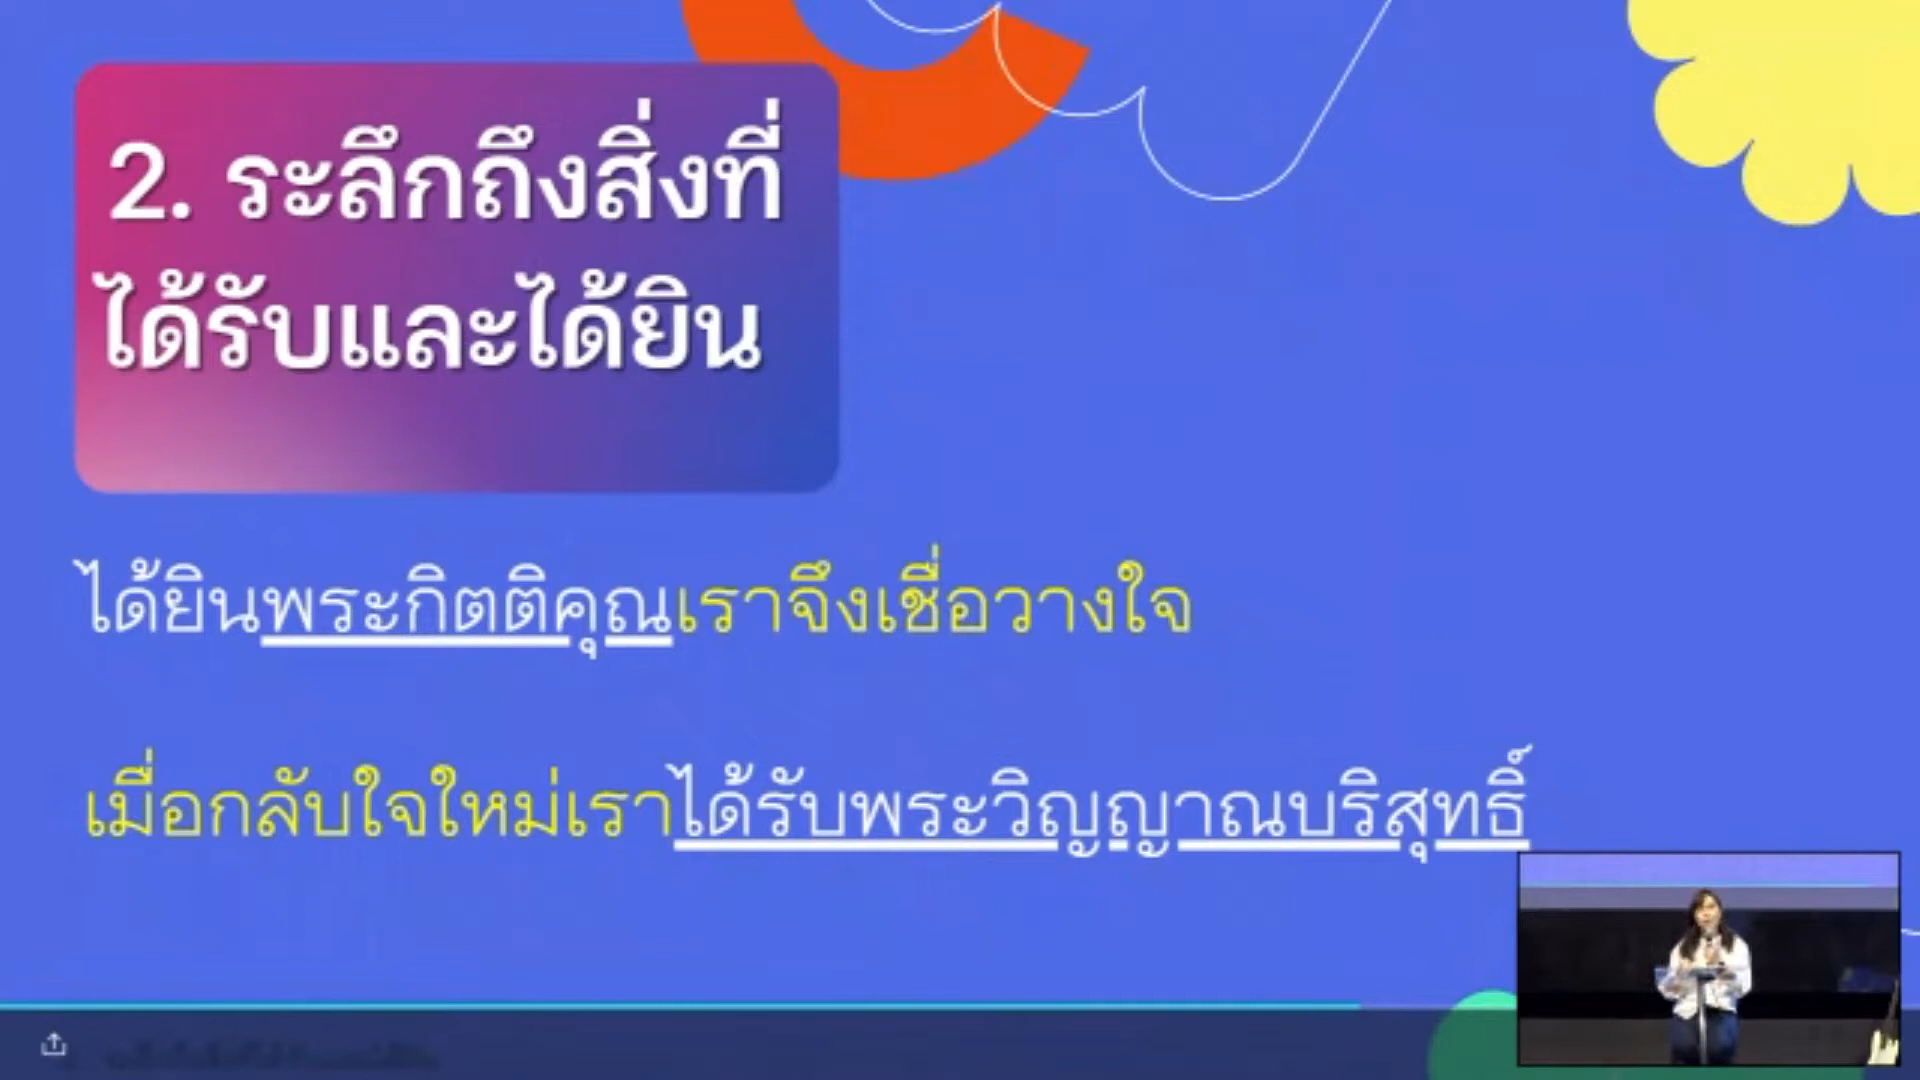 2. ระลึกถึงสิ่งที่
ได้รับและได้ยิน
ได้ยินพระกิตติคุณเราจึงเชื่อวางใจ
เมื่อกลับใจใหม่เราได้รับพระวิญญาณบริสุทธิ์